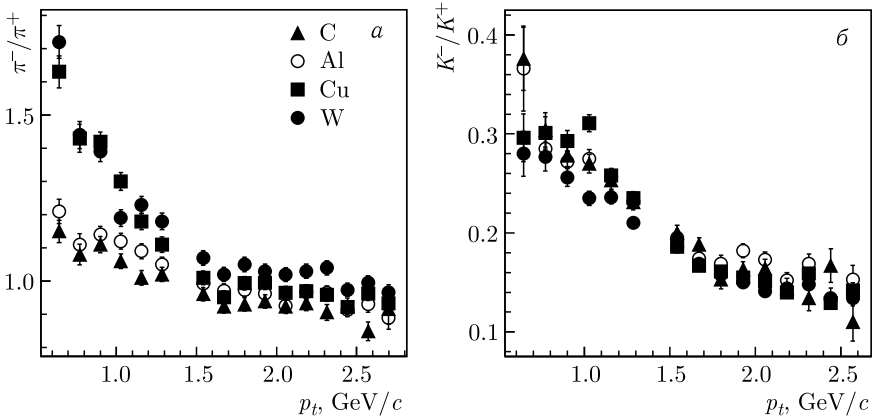 π⁻/π⁺
C
Al
Cu
W
а
1.5
1.0
1.0 1.5 2.0 2.5
p_t, GeV/c
K⁻/K⁺
б
0.4
0.3
0.2
0.1
1.0 1.5 2.0 2.5
p_t, GeV/c